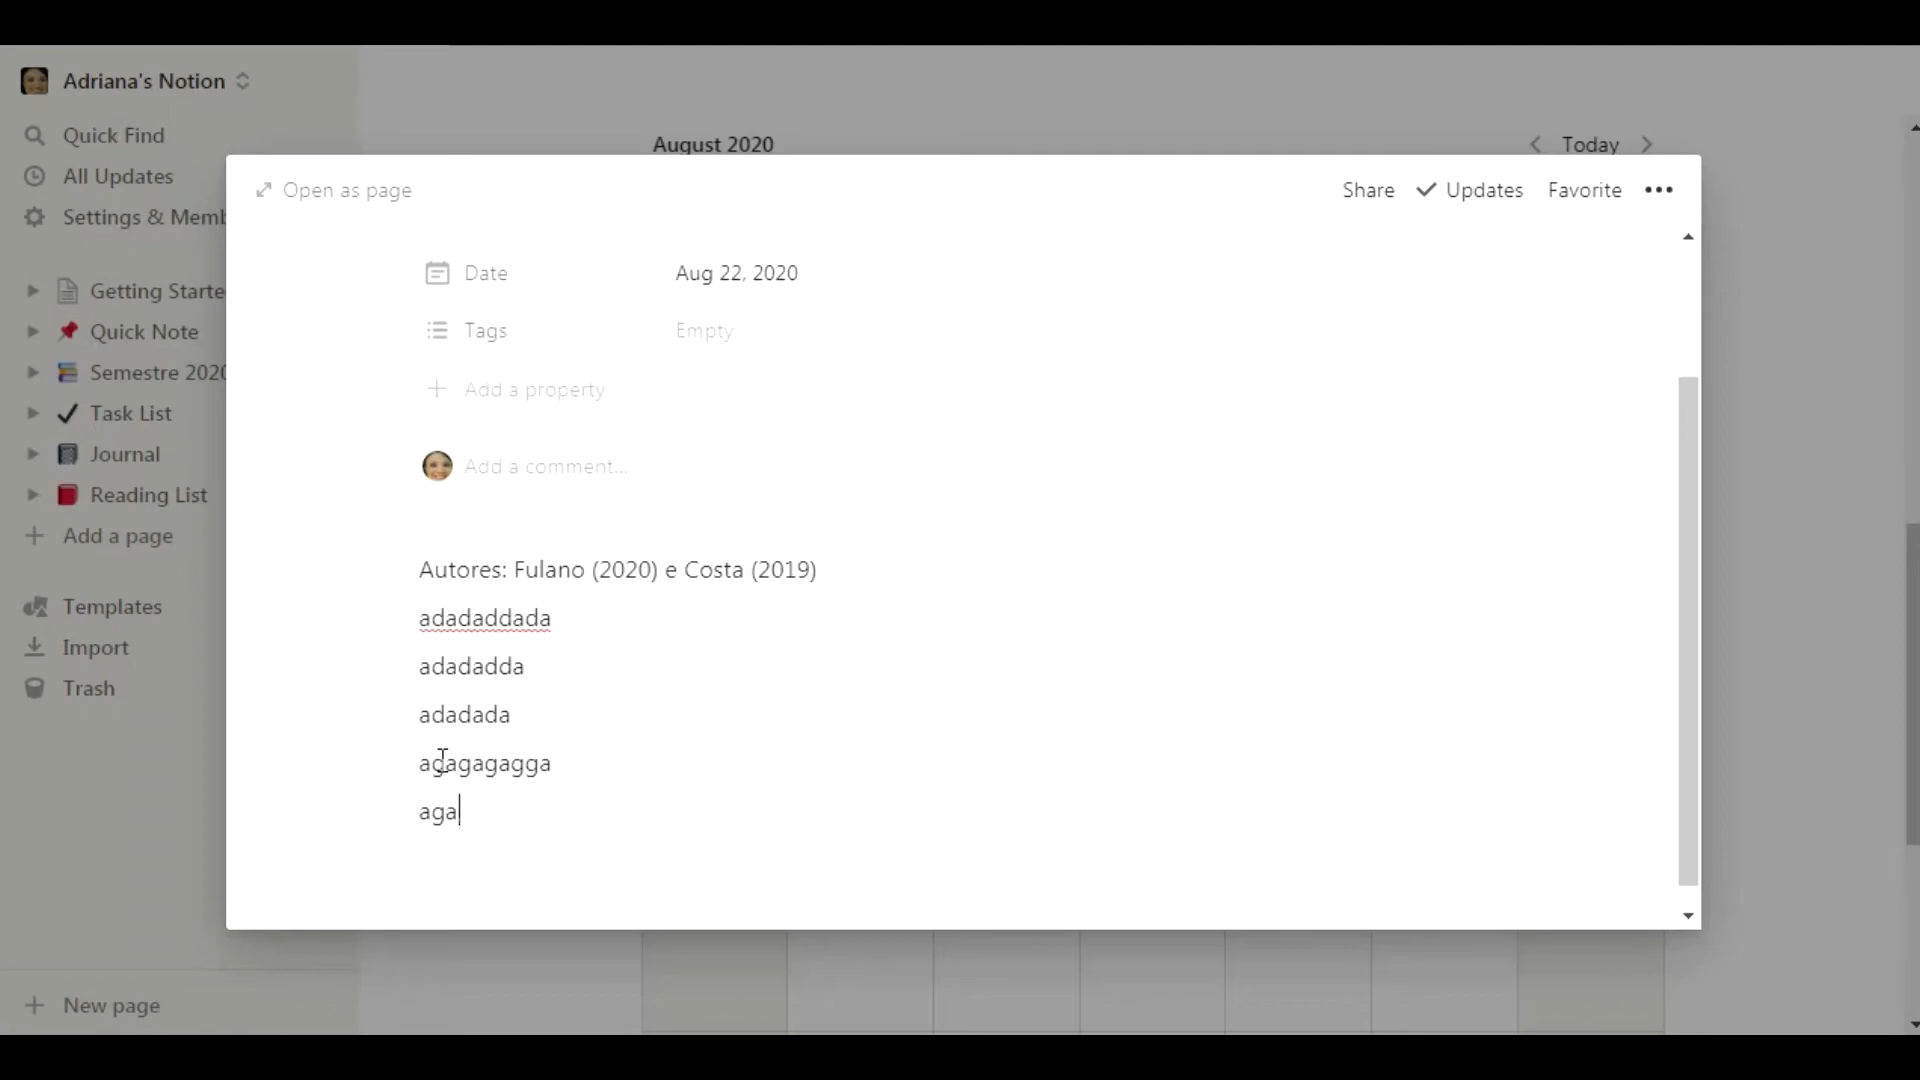 Adriana's Notion
Quick Find
All Updates
Settings & Memb
Getting Starte
Quick Note
Semestre 2020
Task List
Journal
Reading List
Add a page
Templates
Import
Trash
New page
August 2020
Today
Open as page
Share Updates Favorite
Date Aug 22, 2020
Tags Empty
Add a property
Add a comment...
Autores: Fulano (2020) e Costa (2019)
adadaddada
adadadda
adadada
agagagagga
aga